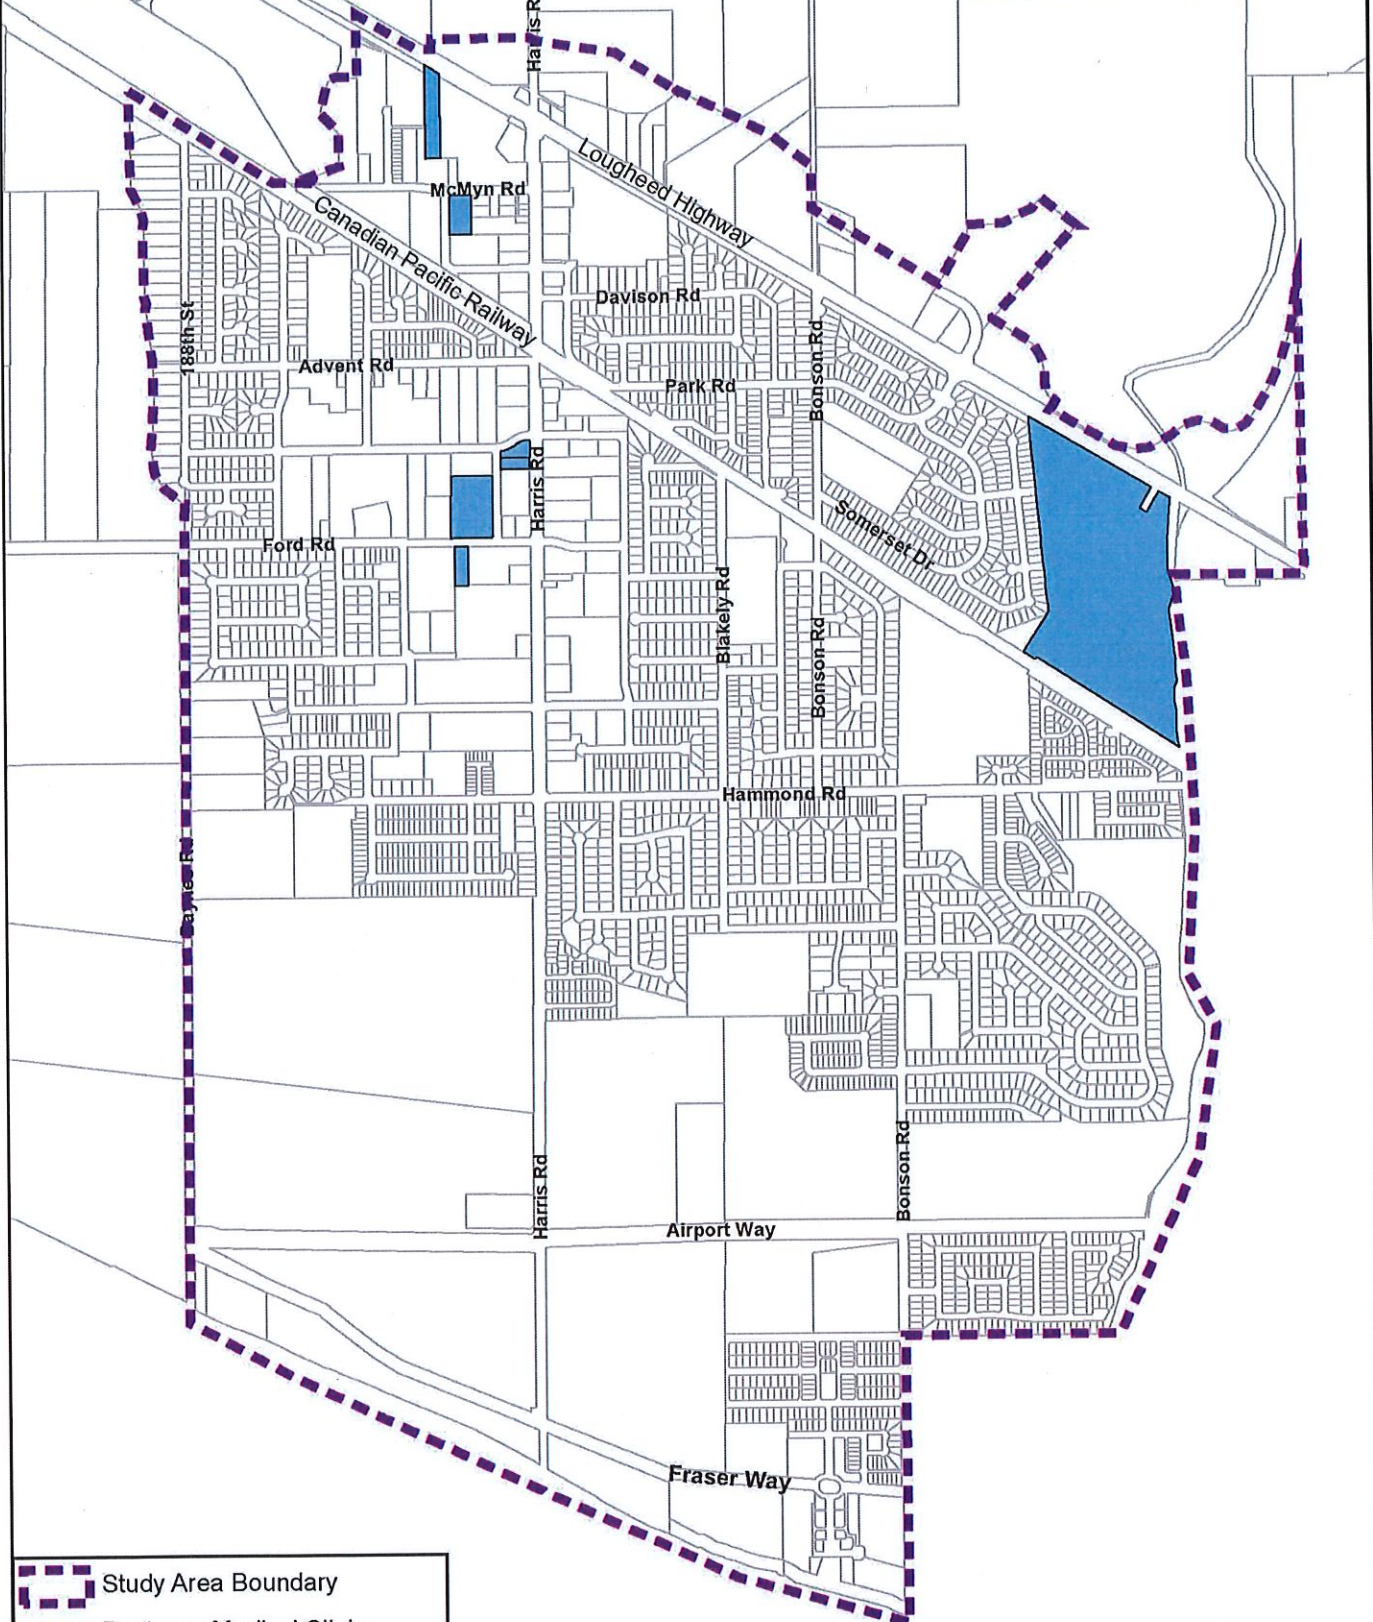 Harris R
Lougheed Highway
McMyn Rd
Canadian Pacific Railway
Davison Rd
188th St
Bonson Rd
Advent Rd
Park Rd
Harris Rd
Somerset Dr
Ford Rd
Blakely Rd
Bonson Rd
Hammond Rd
Baynes Rd
Bonson Rd
Harris Rd
Airport Way
Fraser Way
Study Area Boundary